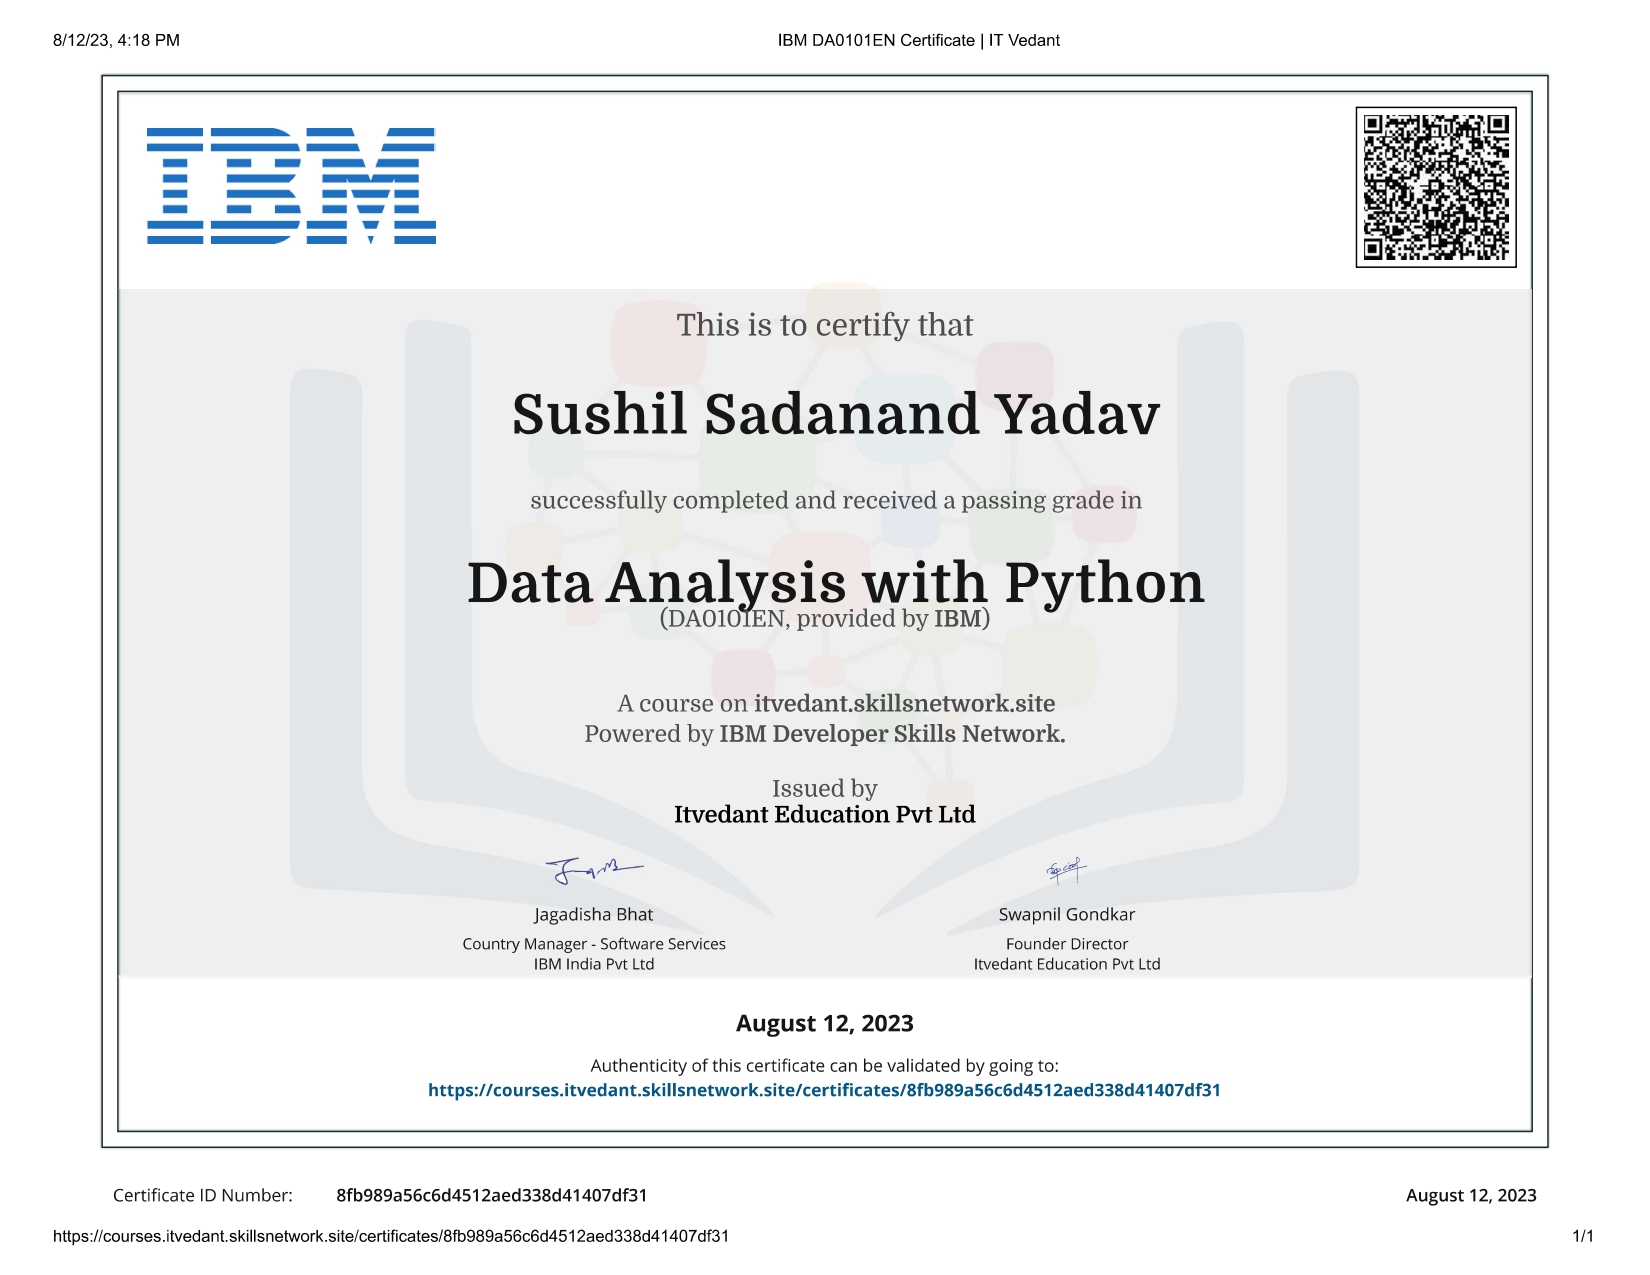 8/12/23, 4:18 PM
IBM DA0101EN Certificate | IT Vedant
IBM
This is to certify that
Sushil Sadanand Yadav
successfully completed and received a passing grade in
Data Analysis with Python
(DA0101EN, provided by IBM)
A course on itvedant.skillsnetwork.site
Powered by IBM Developer Skills Network.
Issued by
Itvedant Education Pvt Ltd
Jagadisha Bhat
Country Manager - Software Services
IBM India Pvt Ltd
Swapnil Gondkar
Founder Director
Itvedant Education Pvt Ltd
August 12, 2023
Authenticity of this certificate can be validated by going to:
https://courses.itvedant.skillsnetwork.site/certificates/8fb989a56c6d4512aed338d41407df31
Certificate ID Number: 8fb989a56c6d4512aed338d41407df31
August 12, 2023
https://courses.itvedant.skillsnetwork.site/certificates/8fb989a56c6d4512aed338d41407df31
1/1